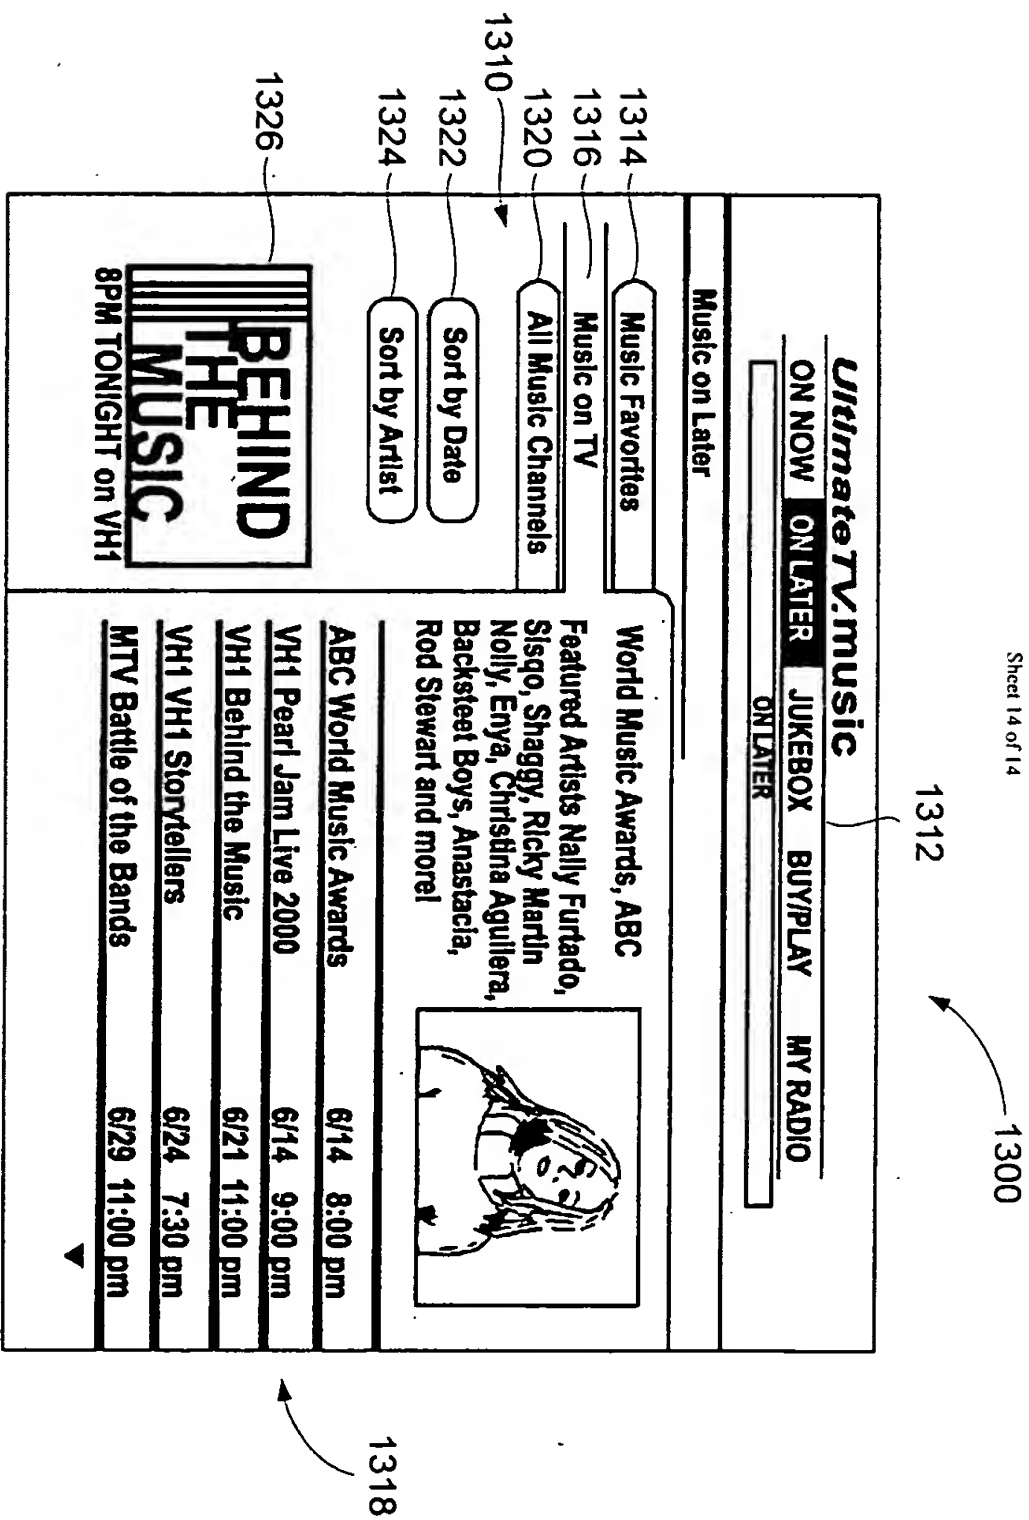 Sheet 14 of 14
1300
1312
UltimateTV.music
ON NOW ON LATER JUKEBOX BUY/PLAY MY RADIO
ON LATER
Music on Later
1314
Music Favorites
1316
Music on TV
1320
All Music Channels
1310
1322
Sort by Date
1324
Sort by Artist
1326
BEHIND
THE
MUSIC
8PM TONIGHT on VH1
World Music Awards, ABC
Featured Artists Nally Furtado,
Sisqo, Shaggy, Ricky Martin
Nolly, Enya, Christina Aguilera,
Backsteet Boys, Anastacia,
Rod Stewart and more!
ABC World Music Awards 6/14 8:00 pm
VH1 Pearl Jam Live 2000 6/14 9:00 pm
VH1 Behind the Music 6/21 11:00 pm
VH1 VH1 Storytellers 6/24 7:30 pm
MTV Battle of the Bands 6/29 11:00 pm
1318